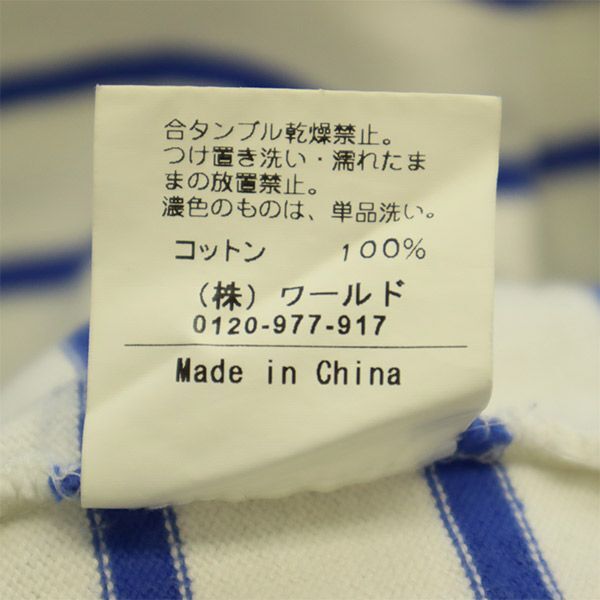 合タンブル乾燥禁止。
つけ置き洗い・濡れたま
まの放置禁止。
濃色のものは、単品洗い。
コットン 100%
(株) ワールド
0120-977-917
Made in China